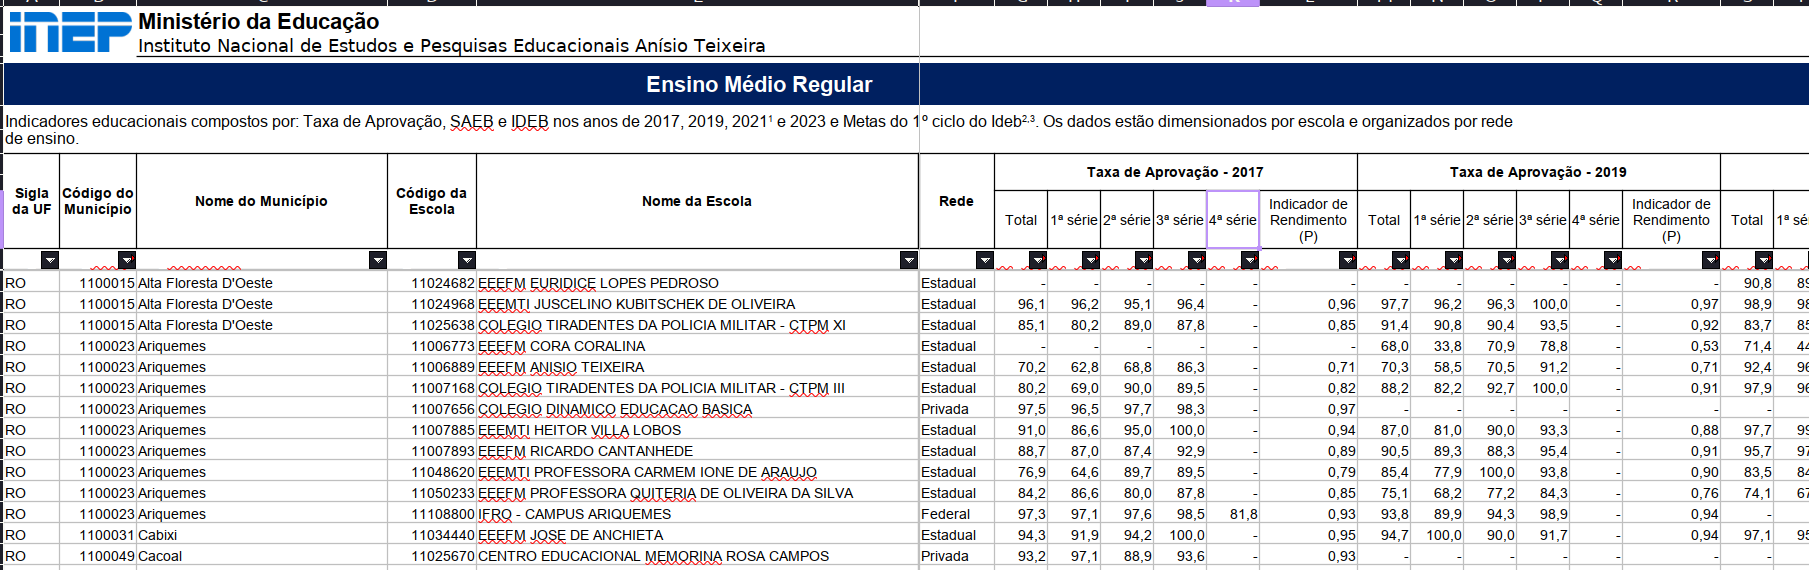 INEP
Ministério da Educação
Instituto Nacional de Estudos e Pesquisas Educacionais Anísio Teixeira
Ensino Médio Regular
Indicadores educacionais compostos por: Taxa de Aprovação, SAEB e IDEB nos anos de 2017, 2019, 2021¹ e 2023 e Metas do 1º ciclo do Ideb²,³. Os dados estão dimensionados por escola e organizados por rede
de ensino.
Taxa de Aprovação - 2017 Taxa de Aprovação - 2019
Sigla da UF Código do Município Nome do Município Código da Escola Nome da Escola Rede Total 1ª série 2ª série 3ª série 4ª série Indicador de Rendimento (P) Total 1ª série 2ª série 3ª série 4ª série Indicador de Rendimento (P) Total
RO 1100015 Alta Floresta D'Oeste 11024682 EEEFM EURIDICE LOPES PEDROSO Estadual - - - - - - - - - - - - 90,8
RO 1100015 Alta Floresta D'Oeste 11024968 EEEMTI JUSCELINO KUBITSCHEK DE OLIVEIRA Estadual 96,1 96,2 95,1 96,4 - 0,96 97,7 96,2 96,3 100,0 - 0,97 98,9
RO 1100015 Alta Floresta D'Oeste 11025638 COLEGIO TIRADENTES DA POLICIA MILITAR - CTPM XI Estadual 85,1 80,2 89,0 87,8 - 0,85 91,4 90,8 90,4 93,5 - 0,92 83,7
RO 1100023 Ariquemes 11006773 EEEFM CORA CORALINA Estadual - - - - - - 68,0 33,8 70,9 78,8 - 0,53 71,4
RO 1100023 Ariquemes 11006889 EEEFM ANISIO TEIXEIRA Estadual 70,2 62,8 68,8 86,3 - 0,71 70,3 58,5 70,5 91,2 - 0,71 92,4
RO 1100023 Ariquemes 11007168 COLEGIO TIRADENTES DA POLICIA MILITAR - CTPM III Estadual 80,2 69,0 90,0 89,5 - 0,82 88,2 82,2 92,7 100,0 - 0,91 97,9
RO 1100023 Ariquemes 11007656 COLEGIO DINAMICO EDUCACAO BASICA Privada 97,5 96,5 97,7 98,3 - 0,97 - - - - - - -
RO 1100023 Ariquemes 11007885 EEEMTI HEITOR VILLA LOBOS Estadual 91,0 86,6 95,0 100,0 - 0,94 87,0 81,0 90,0 93,3 - 0,88 97,7
RO 1100023 Ariquemes 11007893 EEEFM RICARDO CANTANHEDE Estadual 88,7 87,0 87,4 92,9 - 0,89 90,5 89,3 88,3 95,4 - 0,91 95,7
RO 1100023 Ariquemes 11048620 EEEMTI PROFESSORA CARMEM IONE DE ARAUJO Estadual 76,9 64,6 89,7 89,5 - 0,79 85,4 77,9 100,0 93,8 - 0,90 83,5
RO 1100023 Ariquemes 11050233 EEEFM PROFESSORA QUITERIA DE OLIVEIRA DA SILVA Estadual 84,2 86,6 80,0 87,8 - 0,85 75,1 68,2 77,2 84,3 - 0,76 74,1
RO 1100023 Ariquemes 11108800 IFRO - CAMPUS ARIQUEMES Federal 97,3 97,1 97,6 98,5 81,8 0,93 93,8 89,9 94,3 98,9 - 0,94 -
RO 1100031 Cabixi 11034440 EEEFM JOSE DE ANCHIETA Estadual 94,3 91,9 94,2 100,0 - 0,95 94,7 100,0 90,0 91,7 - 0,94 97,1
RO 1100049 Cacoal 11025670 CENTRO EDUCACIONAL MEMORINA ROSA CAMPOS Privada 93,2 97,1 88,9 93,6 - 0,93 - - - - - - -